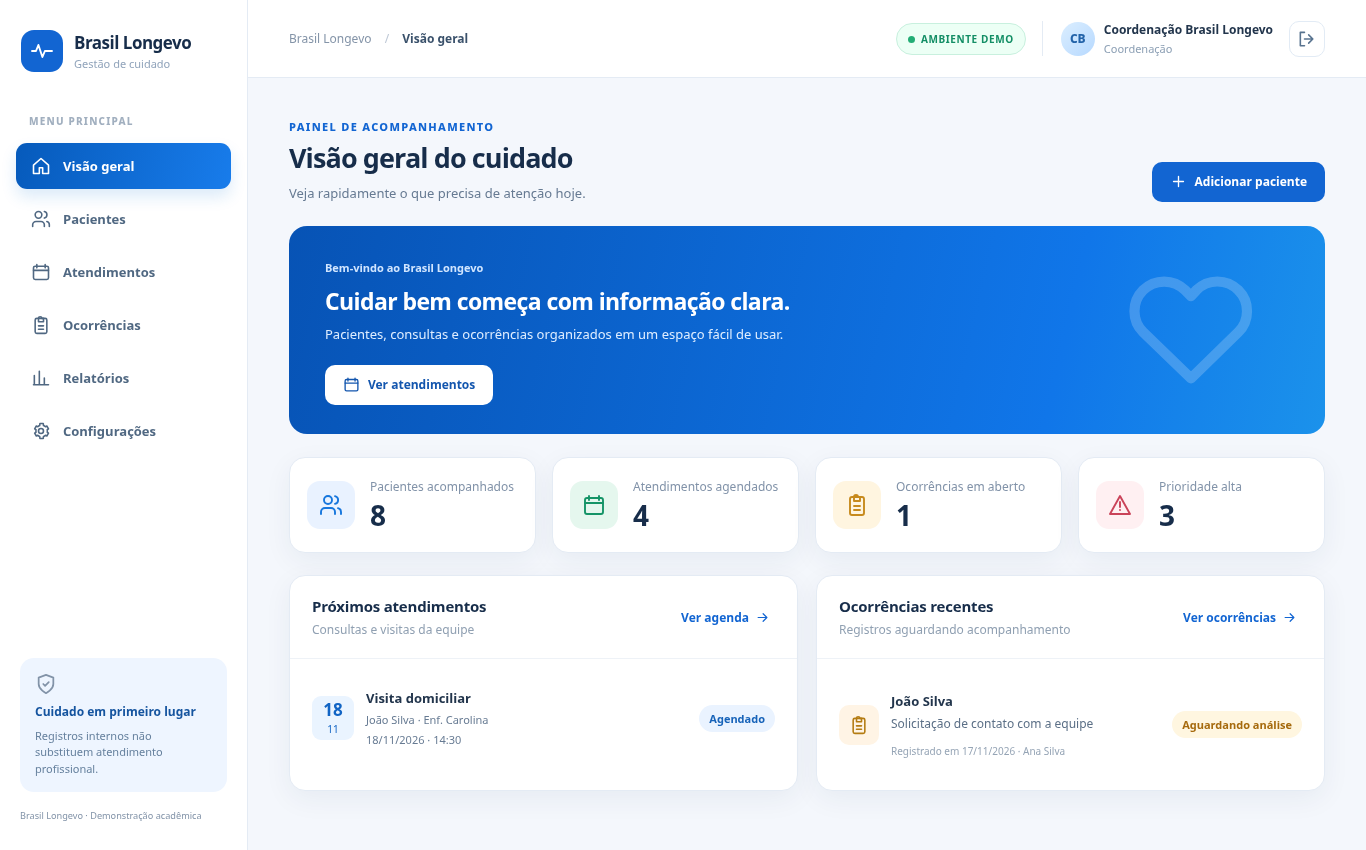 Brasil Longevo
Gestão de cuidado
MENU PRINCIPAL
Visão geral
Pacientes
Atendimentos
Ocorrências
Relatórios
Configurações
Cuidado em primeiro lugar
Registros internos não
substituem atendimento
profissional.
Brasil Longevo · Demonstração acadêmica
Brasil Longevo / Visão geral
AMBIENTE DEMO
CB
Coordenação Brasil Longevo
Coordenação
PAINEL DE ACOMPANHAMENTO
Visão geral do cuidado
Veja rapidamente o que precisa de atenção hoje.
Adicionar paciente
Bem-vindo ao Brasil Longevo
Cuidar bem começa com informação clara.
Pacientes, consultas e ocorrências organizados em um espaço fácil de usar.
Ver atendimentos
Pacientes acompanhados
8
Atendimentos agendados
4
Ocorrências em aberto
1
Prioridade alta
3
Próximos atendimentos
Consultas e visitas da equipe
Ver agenda
18
11
Visita domiciliar
João Silva · Enf. Carolina
18/11/2026 · 14:30
Agendado
Ocorrências recentes
Registros aguardando acompanhamento
Ver ocorrências
João Silva
Solicitação de contato com a equipe
Registrado em 17/11/2026 · Ana Silva
Aguardando análise